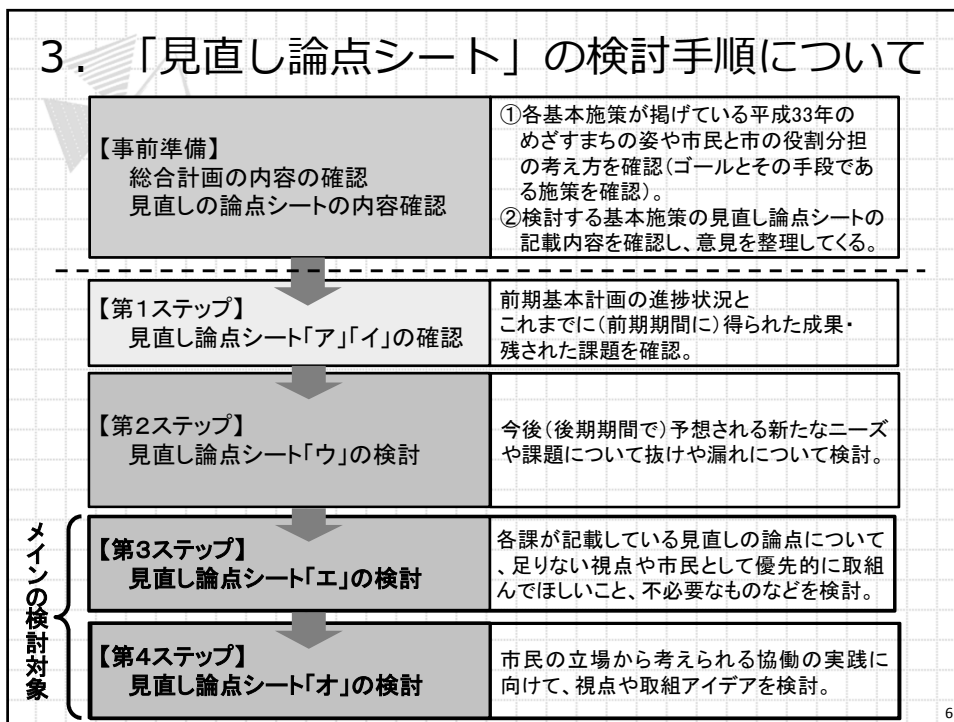 3．「見直し論点シート」の検討手順について
【事前準備】
総合計画の内容の確認
見直しの論点シートの内容確認
①各基本施策が掲げている平成33年の
めざすまちの姿や市民と市の役割分担
の考え方を確認（ゴールとその手段であ
る施策を確認）。
②検討する基本施策の見直し論点シートの
記載内容を確認し、意見を整理してくる。
【第１ステップ】
見直し論点シート「ア」「イ」の確認
前期基本計画の進捗状況と
これまでに（前期期間に）得られた成果・
残された課題を確認。
【第２ステップ】
見直し論点シート「ウ」の検討
今後（後期期間で）予想される新たなニーズ
や課題について抜けや漏れについて検討。
メインの検討対象
【第３ステップ】
見直し論点シート「エ」の検討
各課が記載している見直しの論点について
、足りない視点や市民として優先的に取組
んでほしいこと、不必要なものなどを検討。
【第４ステップ】
見直し論点シート「オ」の検討
市民の立場から考えられる協働の実践に
向けて、視点や取組アイデアを検討。
6